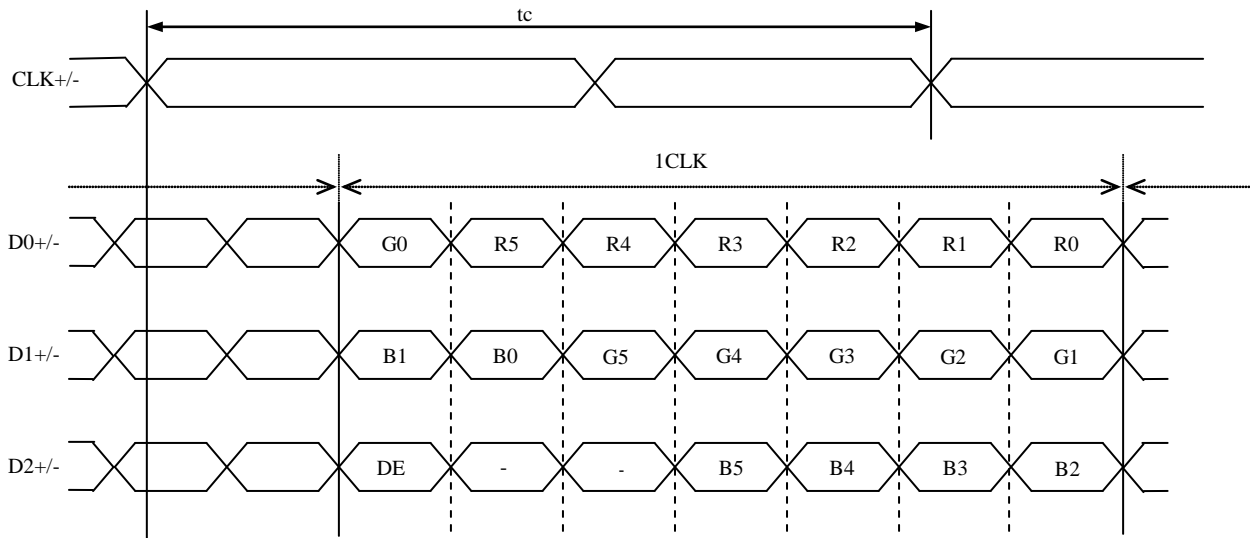 tc
CLK+/-
1CLK
D0+/- G0 R5 R4 R3 R2 R1 R0
D1+/- B1 B0 G5 G4 G3 G2 G1
D2+/- DE - - B5 B4 B3 B2